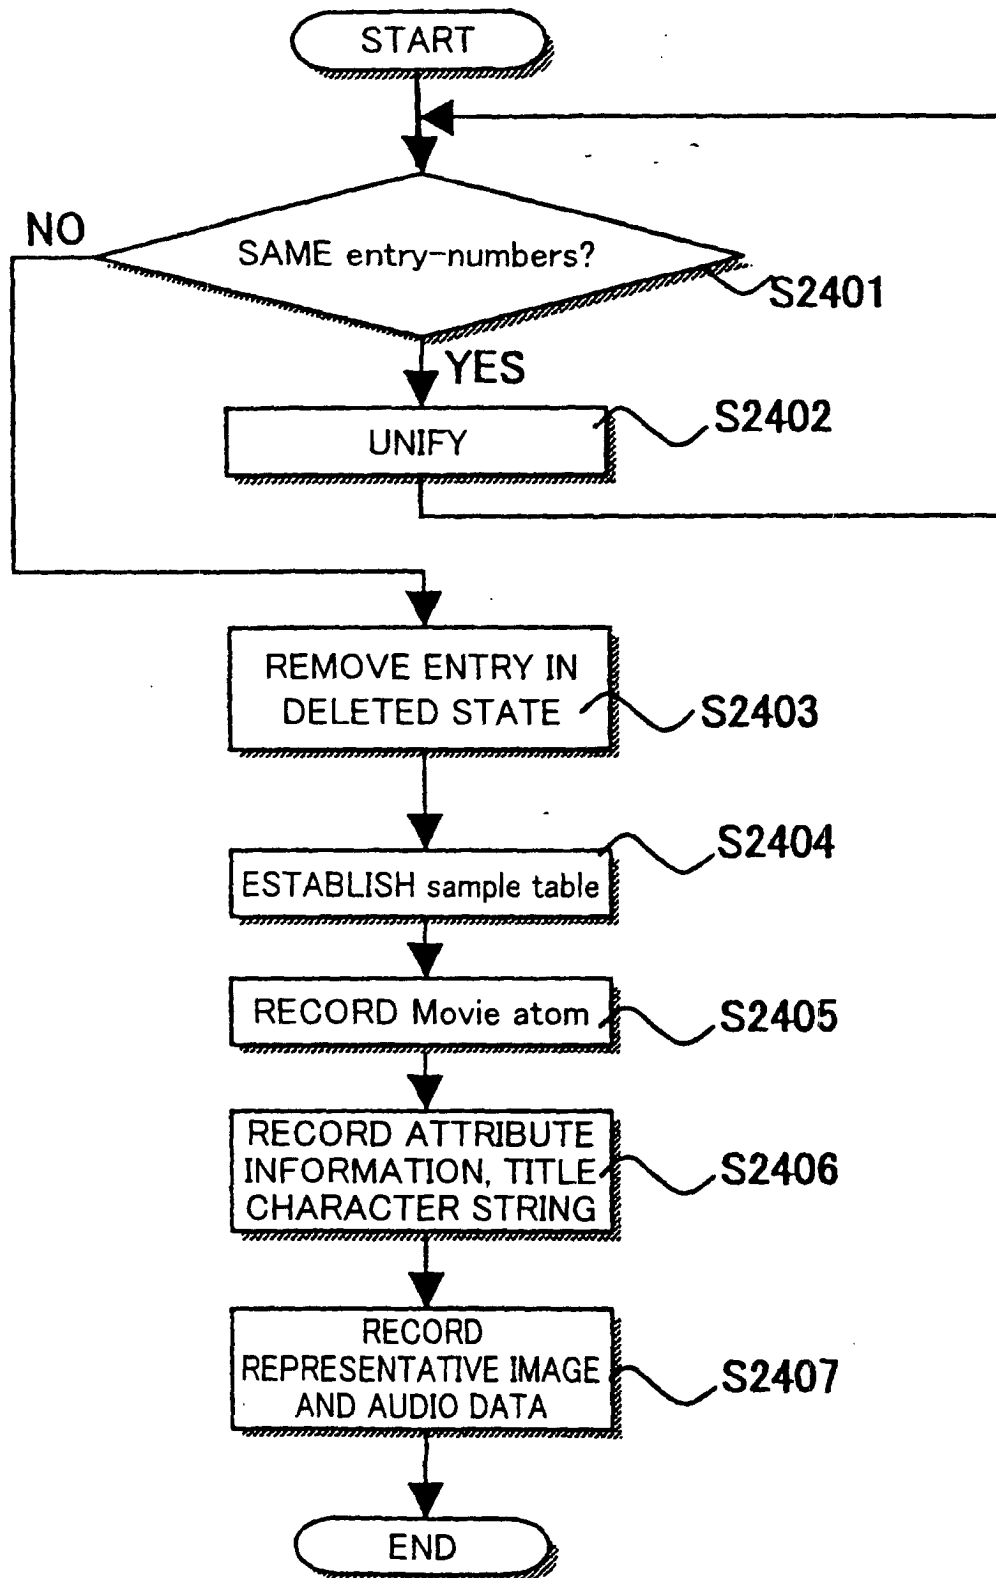 START
NO
SAME entry-numbers?
S2401
YES
UNIFY
S2402
REMOVE ENTRY IN
DELETED STATE
S2403
S2404
ESTABLISH sample table
RECORD Movie atom
S2405
RECORD ATTRIBUTE
INFORMATION, TITLE
CHARACTER STRING
S2406
RECORD
REPRESENTATIVE IMAGE
AND AUDIO DATA
S2407
END